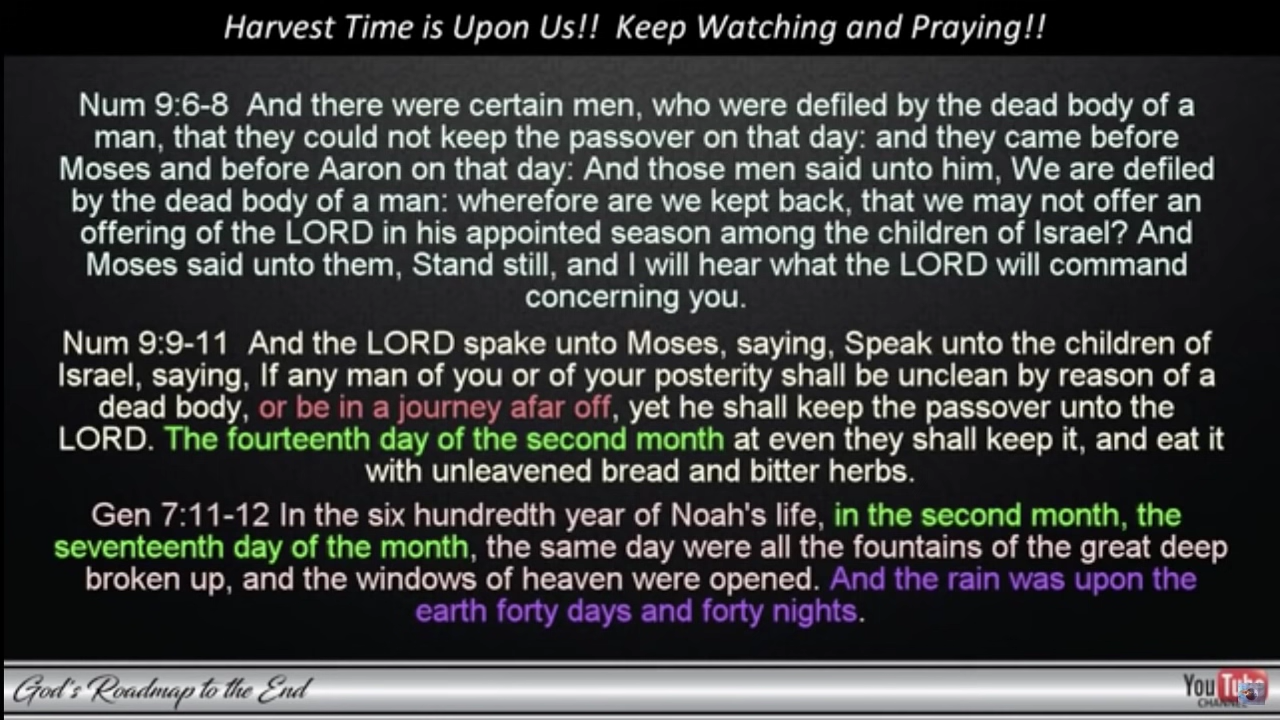 Harvest Time is Upon Us!! Keep Watching and Praying!!
Num 9:6-8 And there were certain men, who were defiled by the dead body of a
man, that they could not keep the passover on that day: and they came before
Moses and before Aaron on that day: And those men said unto him, We are defiled
by the dead body of a man: wherefore are we kept back, that we may not offer an
offering of the LORD in his appointed season among the children of Israel? And
Moses said unto them, Stand still, and I will hear what the LORD will command
concerning you.
Num 9:9-11 And the LORD spake unto Moses, saying, Speak unto the children of
Israel, saying, If any man of you or of your posterity shall be unclean by reason of a
dead body, or be in a journey afar off, yet he shall keep the passover unto the
LORD. The fourteenth day of the second month at even they shall keep it, and eat it
with unleavened bread and bitter herbs.
Gen 7:11-12 In the six hundredth year of Noah's life, in the second month, the
seventeenth day of the month, the same day were all the fountains of the great deep
broken up, and the windows of heaven were opened. And the rain was upon the
earth forty days and forty nights.
God's Roadmap to the End
YouTube
CHANNEL